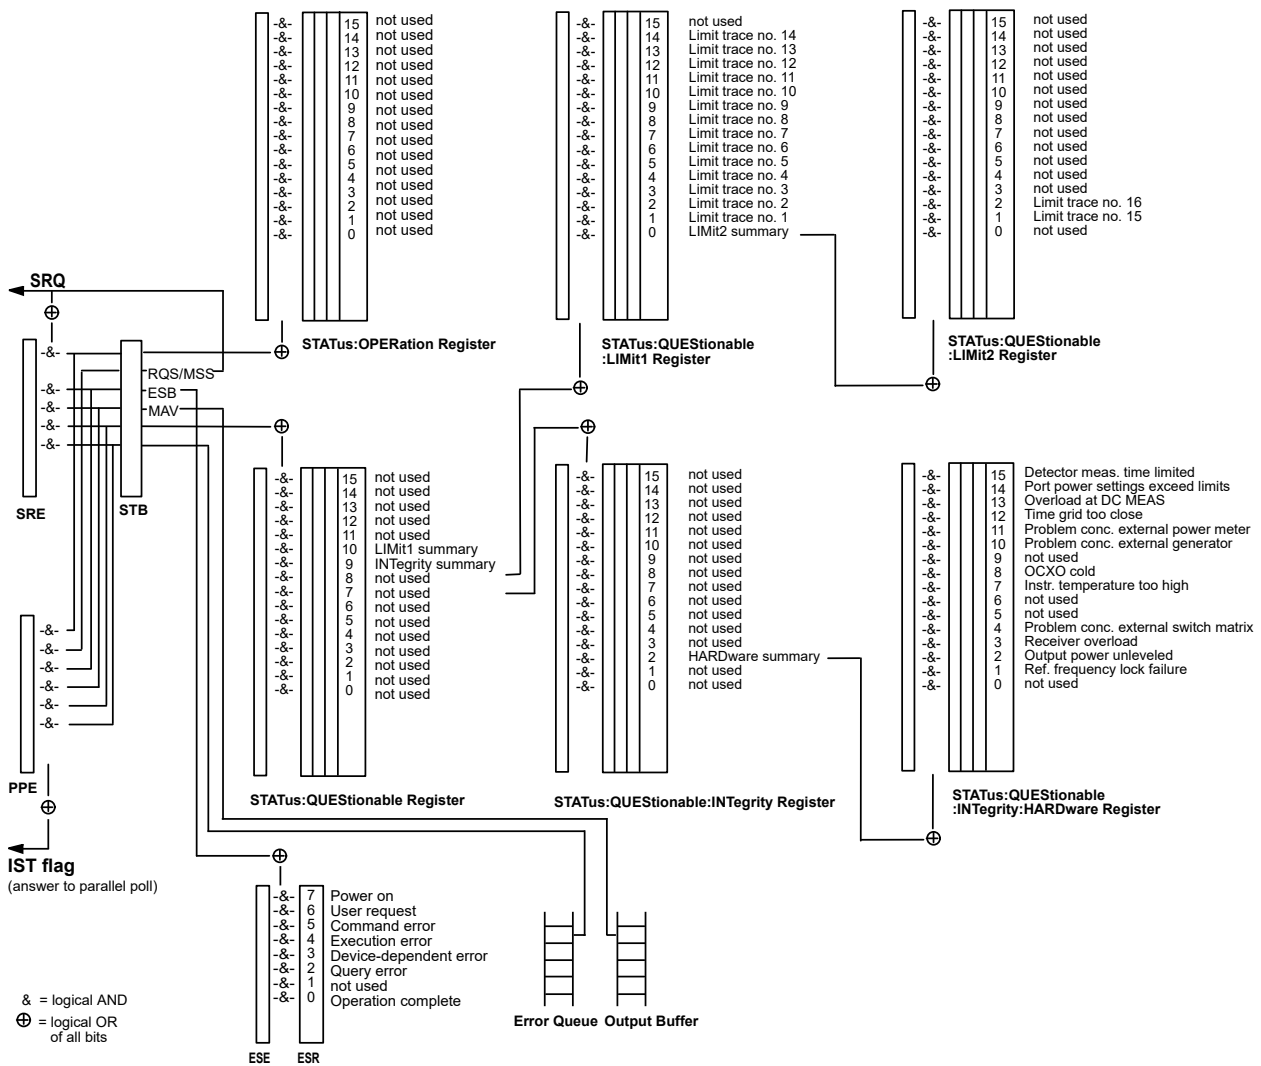 -&- 15 not used
-&- 14 not used
-&- 13 not used
-&- 12 not used
-&- 11 not used
-&- 10 not used
-&- 9 not used
-&- 8 not used
-&- 7 not used
-&- 6 not used
-&- 5 not used
-&- 4 not used
-&- 3 not used
-&- 2 not used
-&- 1 not used
-&- 0 not used
STATus:OPERation Register
-&- 15 not used
-&- 14 Limit trace no. 14
-&- 13 Limit trace no. 13
-&- 12 Limit trace no. 12
-&- 11 Limit trace no. 11
-&- 10 Limit trace no. 10
-&- 9 Limit trace no. 9
-&- 8 Limit trace no. 8
-&- 7 Limit trace no. 7
-&- 6 Limit trace no. 6
-&- 5 Limit trace no. 5
-&- 4 Limit trace no. 4
-&- 3 Limit trace no. 3
-&- 2 Limit trace no. 2
-&- 1 Limit trace no. 1
-&- 0 LIMit2 summary
STATus:QUEStionable
:LIMit1 Register
-&- 15 not used
-&- 14 not used
-&- 13 not used
-&- 12 not used
-&- 11 not used
-&- 10 not used
-&- 9 not used
-&- 8 not used
-&- 7 not used
-&- 6 not used
-&- 5 not used
-&- 4 not used
-&- 3 not used
-&- 2 Limit trace no. 16
-&- 1 Limit trace no. 15
-&- 0 not used
STATus:QUEStionable
:LIMit2 Register
SRQ
-&-
RQS/MSS
-&- ESB
-&- MAV
-&-
-&-
SRE
STB
-&-
-&-
-&-
-&-
-&-
-&-
PPE
IST flag
(answer to parallel poll)
-&- 15 not used
-&- 14 not used
-&- 13 not used
-&- 12 not used
-&- 11 not used
-&- 10 LIMit1 summary
-&- 9 INTegrity summary
-&- 8 not used
-&- 7 not used
-&- 6 not used
-&- 5 not used
-&- 4 not used
-&- 3 not used
-&- 2 not used
-&- 1 not used
-&- 0 not used
STATus:QUEStionable Register
-&- 15 not used
-&- 14 not used
-&- 13 not used
-&- 12 not used
-&- 11 not used
-&- 10 not used
-&- 9 not used
-&- 8 not used
-&- 7 not used
-&- 6 not used
-&- 5 not used
-&- 4 not used
-&- 3 not used
-&- 2 HARDware summary
-&- 1 not used
-&- 0 not used
STATus:QUEStionable:INTegrity Register
-&- 15 Detector meas. time limited
-&- 14 Port power settings exceed limits
-&- 13 Overload at DC MEAS
-&- 12 Time grid too close
-&- 11 Problem conc. external power meter
-&- 10 Problem conc. external generator
-&- 9 not used
-&- 8 OCXO cold
-&- 7 Instr. temperature too high
-&- 6 not used
-&- 5 not used
-&- 4 Problem conc. external switch matrix
-&- 3 Receiver overload
-&- 2 Output power unleveled
-&- 1 Ref. frequency lock failure
-&- 0 not used
STATus:QUEStionable
:INTegrity:HARDware Register
-&- 7 Power on
-&- 6 User request
-&- 5 Command error
-&- 4 Execution error
-&- 3 Device-dependent error
-&- 2 Query error
-&- 1 not used
-&- 0 Operation complete
ESE
ESR
Error Queue
Output Buffer
& = logical AND
⊕ = logical OR
of all bits